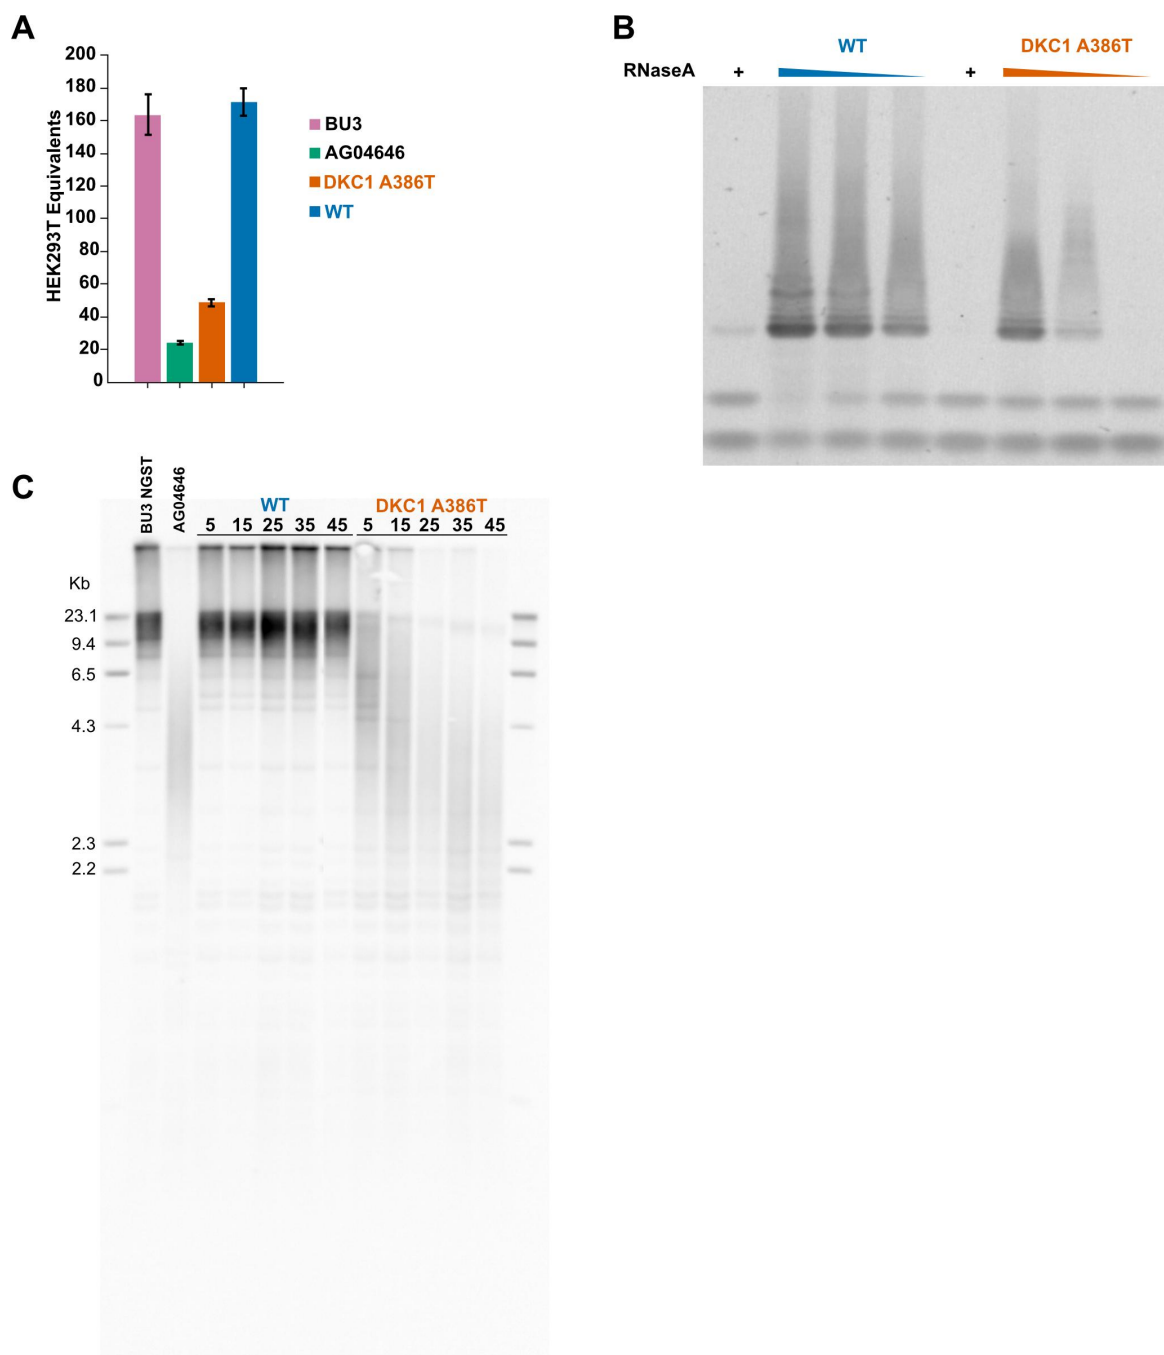 A
HEK293T Equivalents
200
180
160
140
120
100
80
60
40
20
0
BU3
AG04646
DKC1 A386T
WT
B
WT
DKC1 A386T
RNaseA
+
+
C
BU3 NGST
AG04646
WT
DKC1 A386T
5 15 25 35 45
5 15 25 35 45
Kb
23.1
9.4
6.5
4.3
2.3
2.2